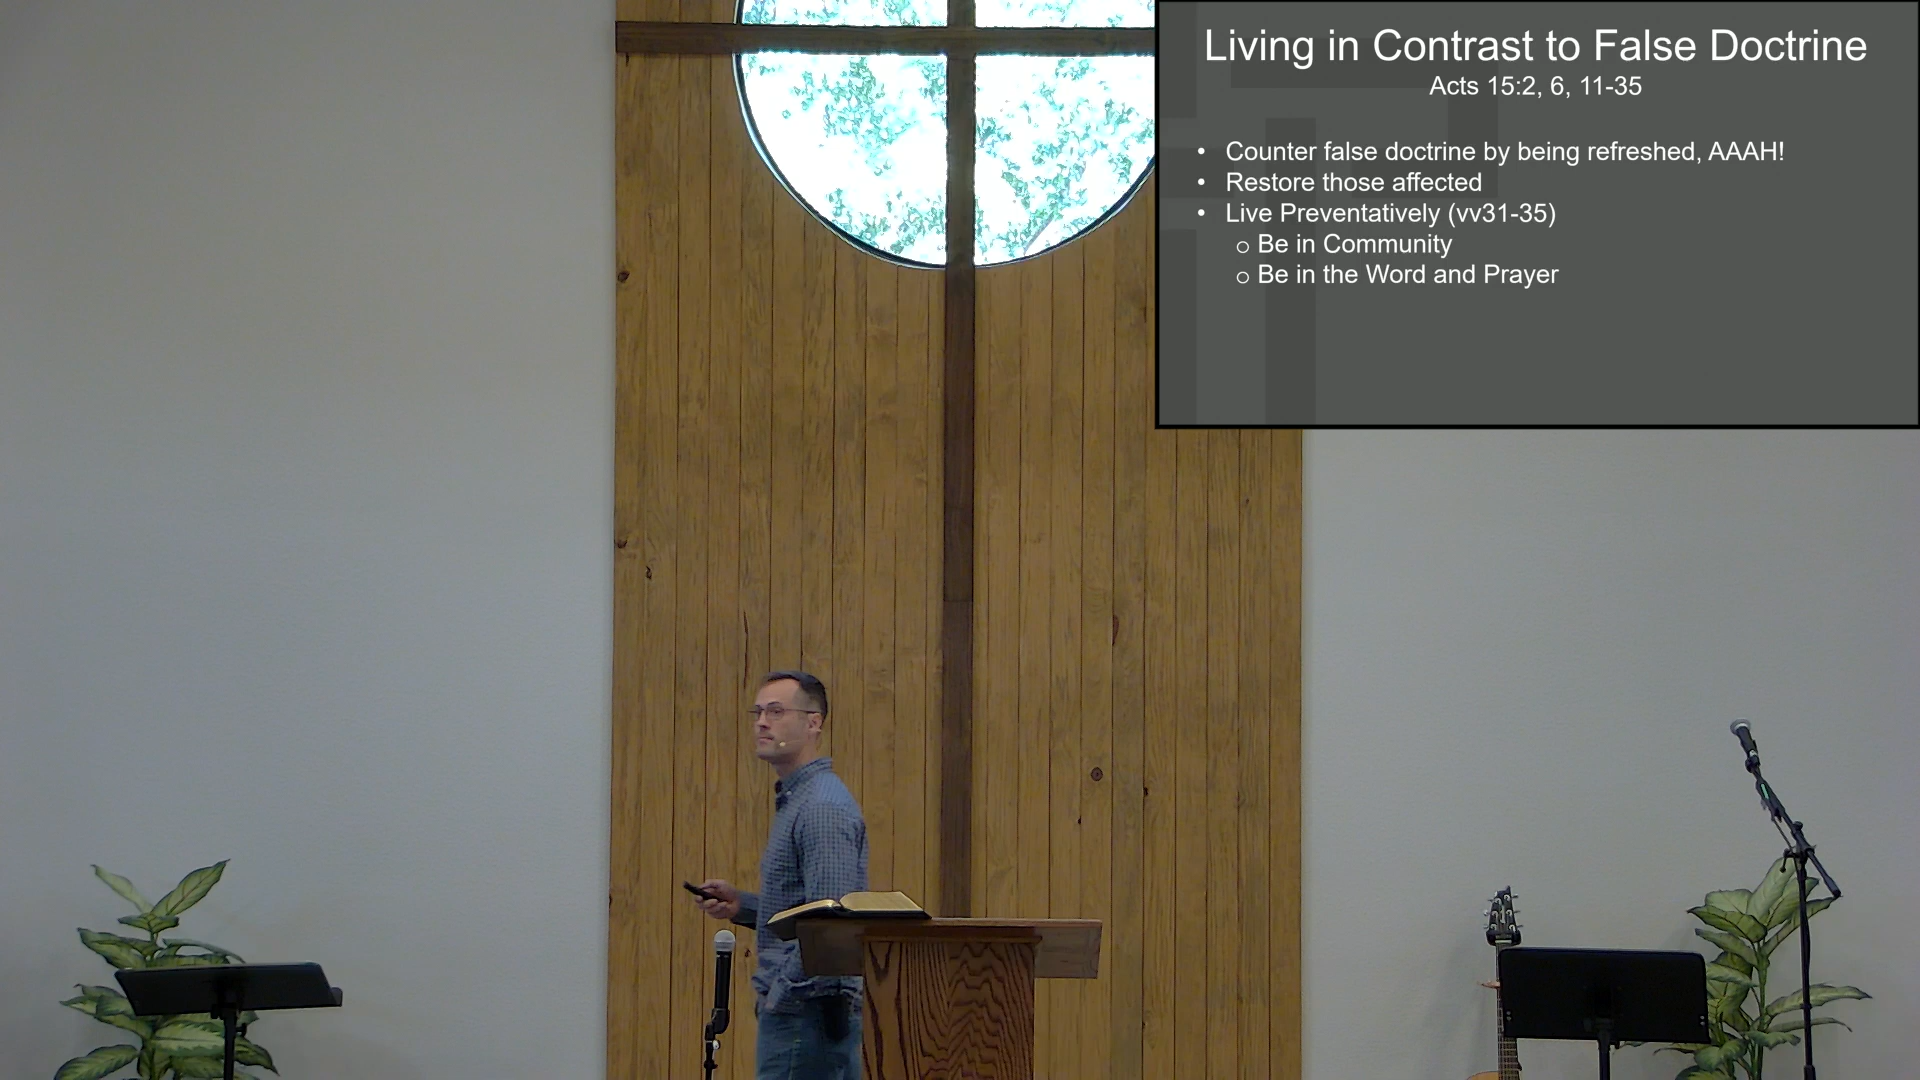 Living in Contrast to False Doctrine
Acts 15:2, 6, 11-35
• Counter false doctrine by being refreshed, AAAH!
• Restore those affected
• Live Preventatively (vv31-35)
o Be in Community
o Be in the Word and Prayer